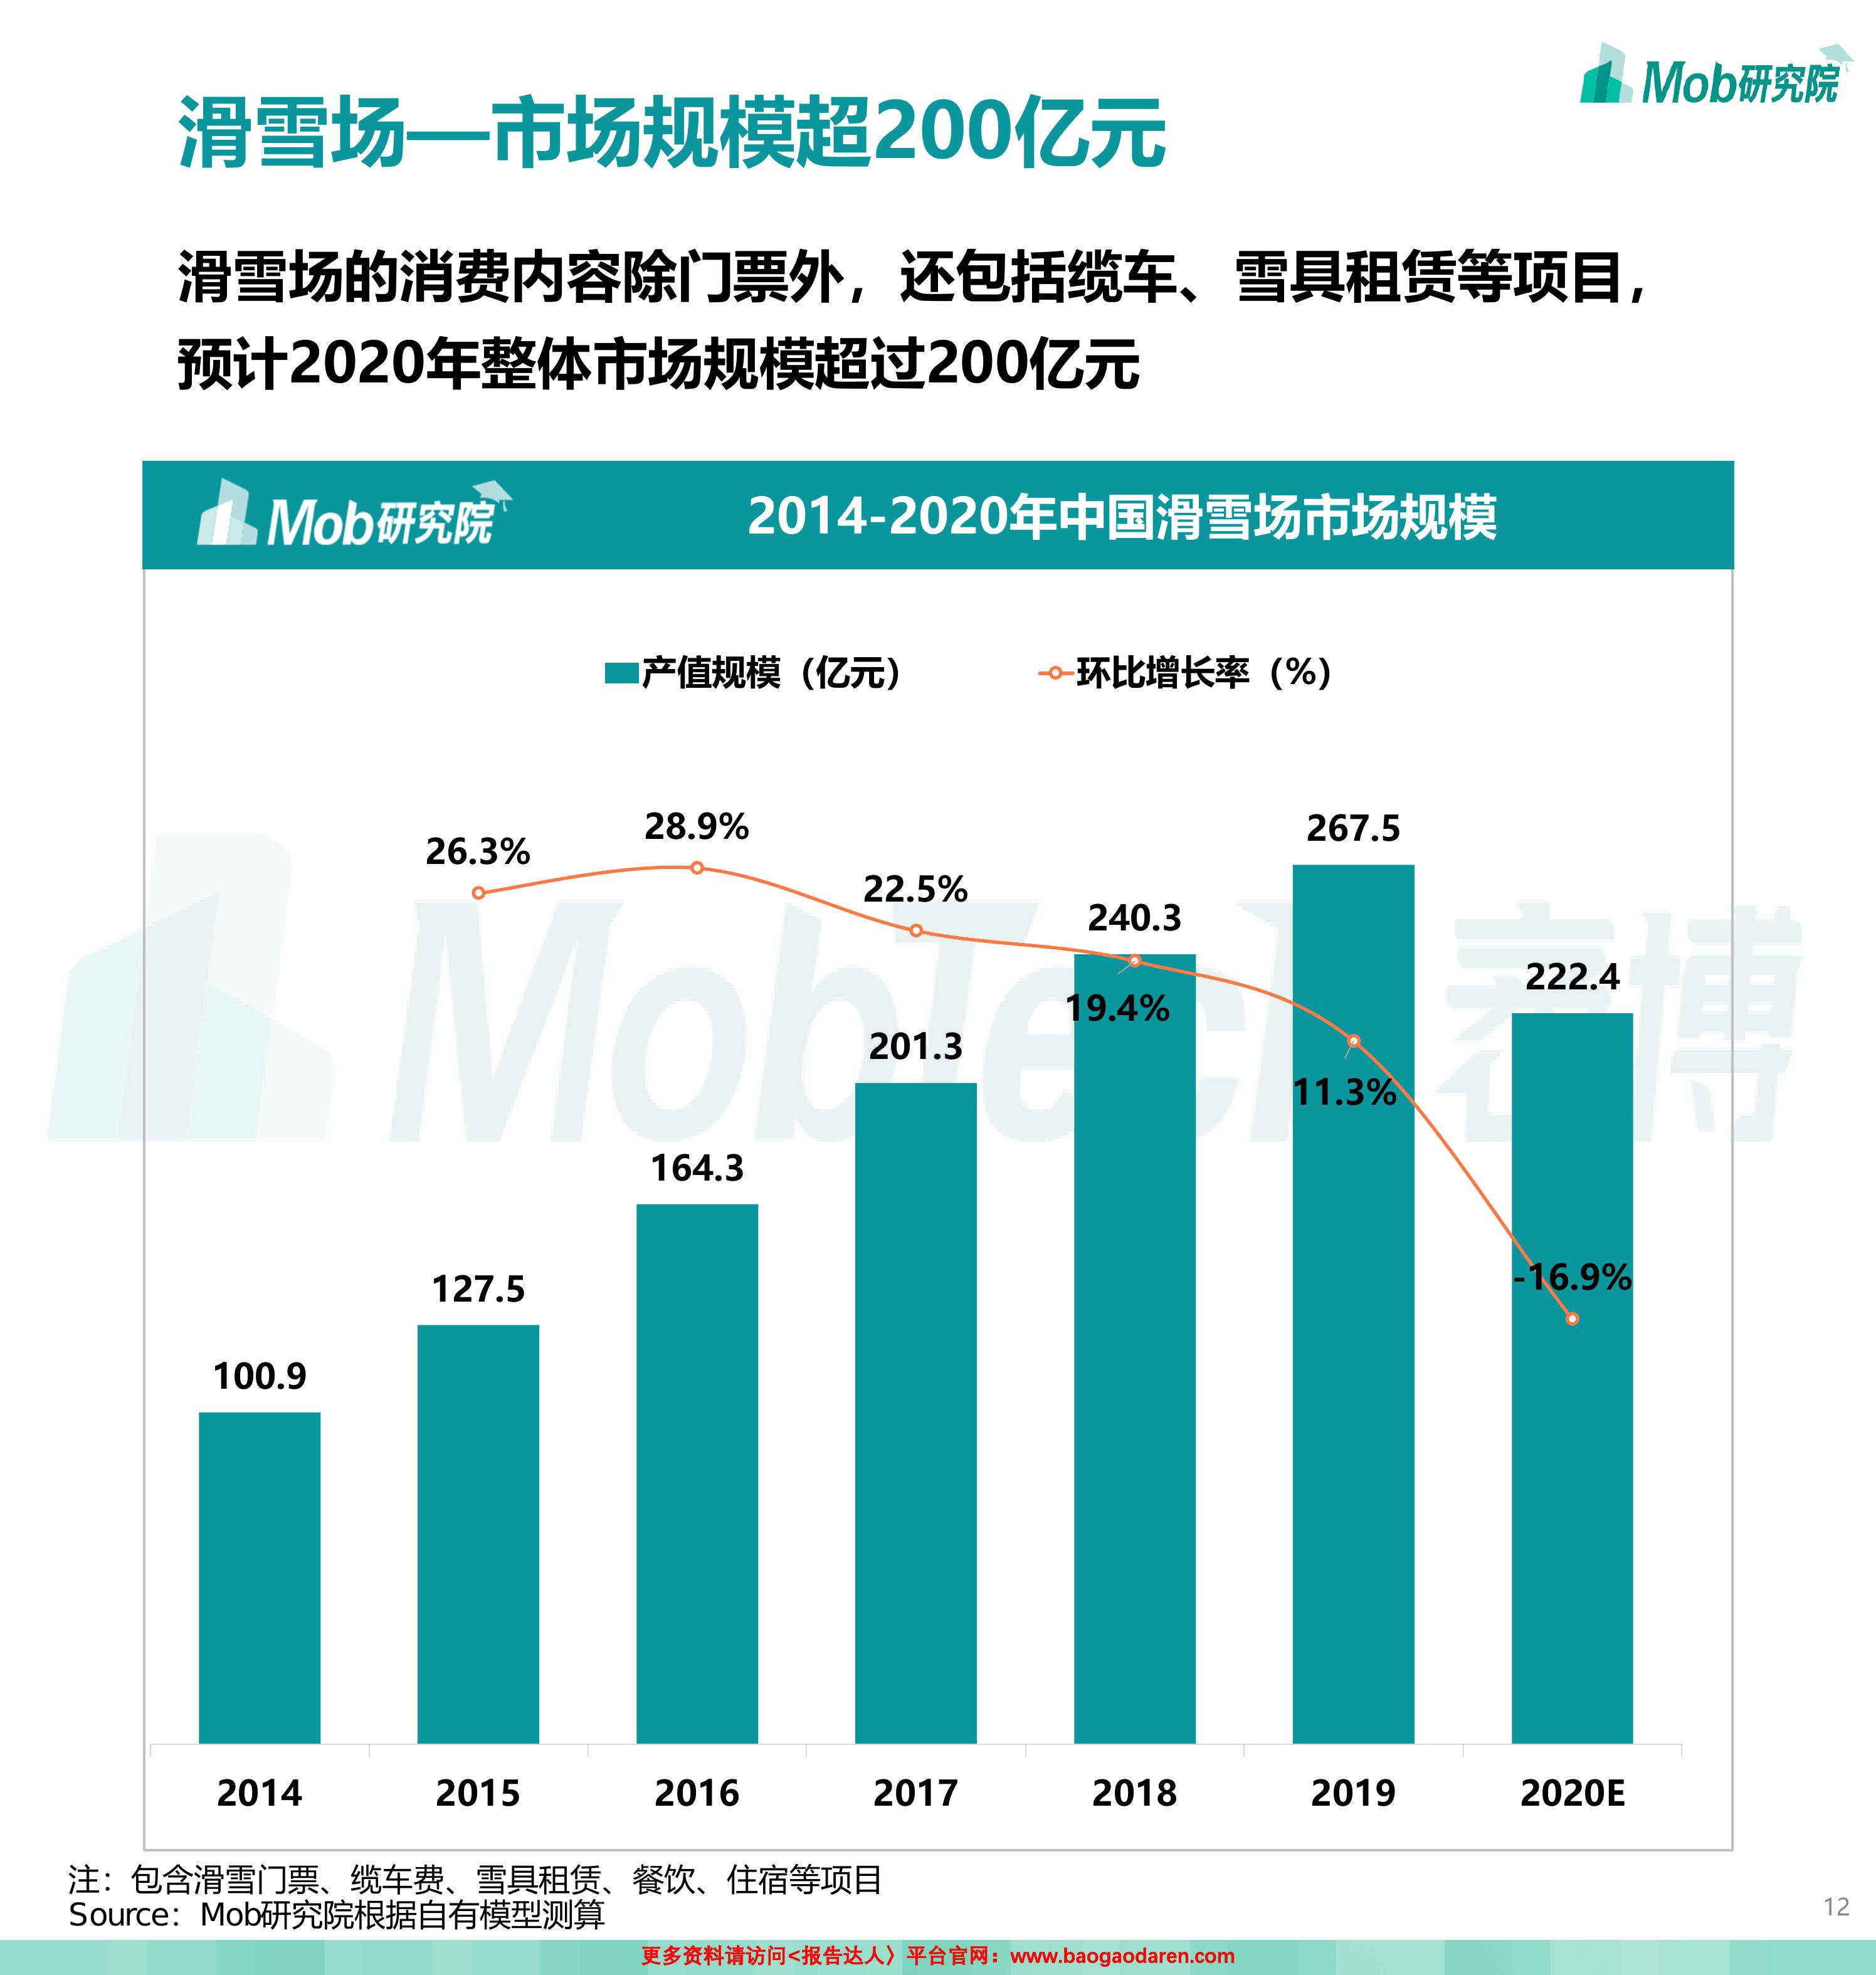 Mob研究院
滑雪场—市场规模超200亿元
滑雪场的消费内容除门票外，还包括缆车、雪具租赁等项目，
预计2020年整体市场规模超过200亿元
Mob研究院
2014-2020年中国滑雪场市场规模
产值规模（亿元）
环比增长率（%）
26.3%
28.9%
22.5%
19.4%
11.3%
-16.9%
100.9
127.5
164.3
201.3
240.3
267.5
222.4
2014
2015
2016
2017
2018
2019
2020E
MobTech 袤博
注：包含滑雪门票、缆车费、雪具租赁、餐饮、住宿等项目
Source：Mob研究院根据自有模型测算
12
更多资料请访问<报告达人〉平台官网：www.baogaodaren.com